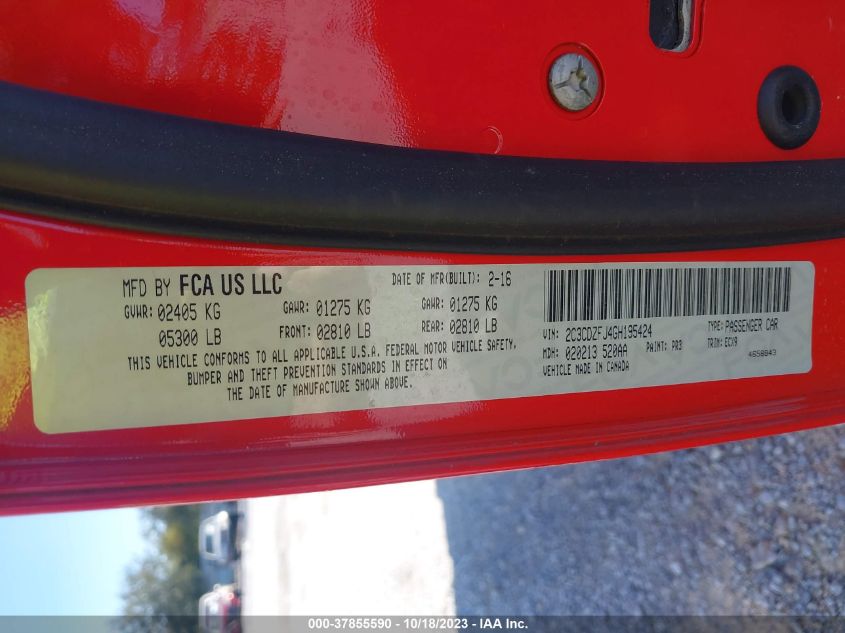 MFD BY FCA US LLC DATE OF MFR(BUILT): 2-16
GVWR: 02405 KG GAWR: 01275 KG GAWR: 01275 KG
05300 LB FRONT: 02810 LB REAR: 02810 LB
THIS VEHICLE CONFORMS TO ALL APPLICABLE U.S.A. FEDERAL MOTOR VEHICLE SAFETY,
BUMPER AND THEFT PREVENTION STANDARDS IN EFFECT ON
THE DATE OF MANUFACTURE SHOWN ABOVE.
VIN: 2C3CDZFJ4GH195424 TYPE: PASSENGER CAR
MDH: 020213 520AA PAINT: PR3 TRIM: ECX9
VEHICLE MADE IN CANADA 4658843
000-37855590 - 10/18/2023 - IAA Inc.